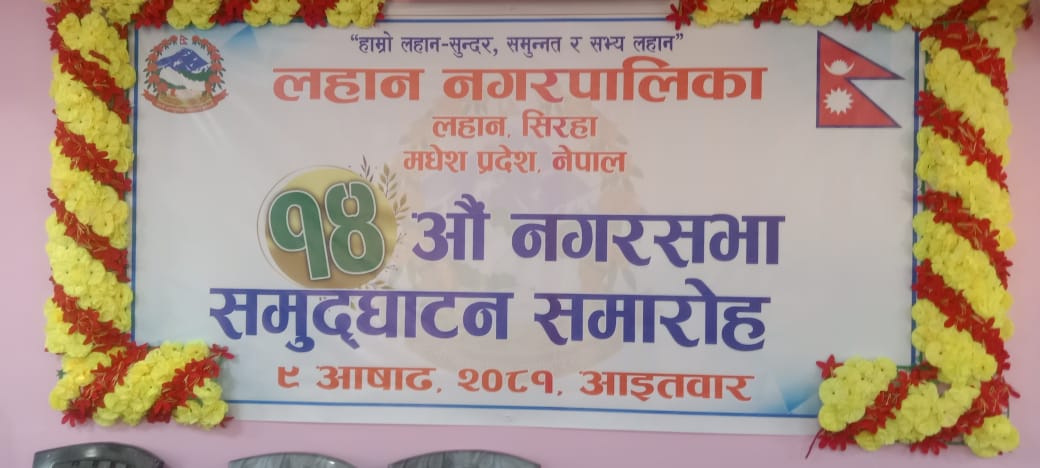 "हाम्रो लहान-सुन्दर, समुन्नत र सभ्य लहान"
लहान नगरपालिका
लहान, सिरहा
मधेश प्रदेश, नेपाल
१४ औं नगरसभा
समुद्घाटन समारोह
९ आषाढ, २०८१, आइतवार